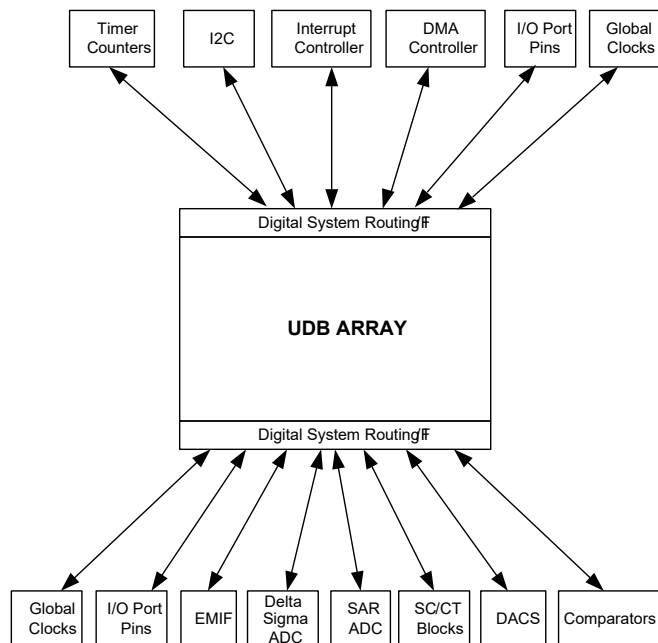 Timer
Counters
I2C
Interrupt
Controller
DMA
Controller
I/O Port
Pins
Global
Clocks
Digital System Routing I/F
UDB ARRAY
Digital System Routing I/F
Global
Clocks
I/O Port
Pins
EMIF
Delta
Sigma
ADC
SAR
ADC
SC/CT
Blocks
DACS
Comparators